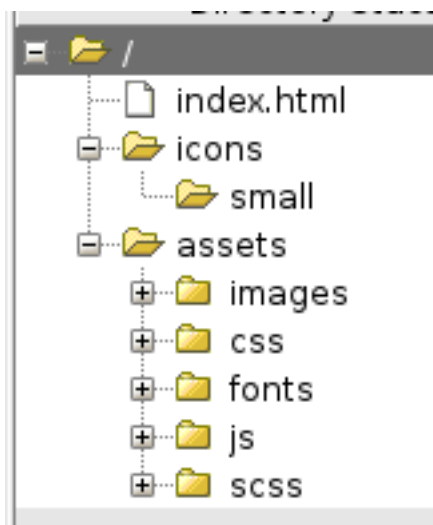 /
index.html
icons
small
assets
images
css
fonts
js
scss